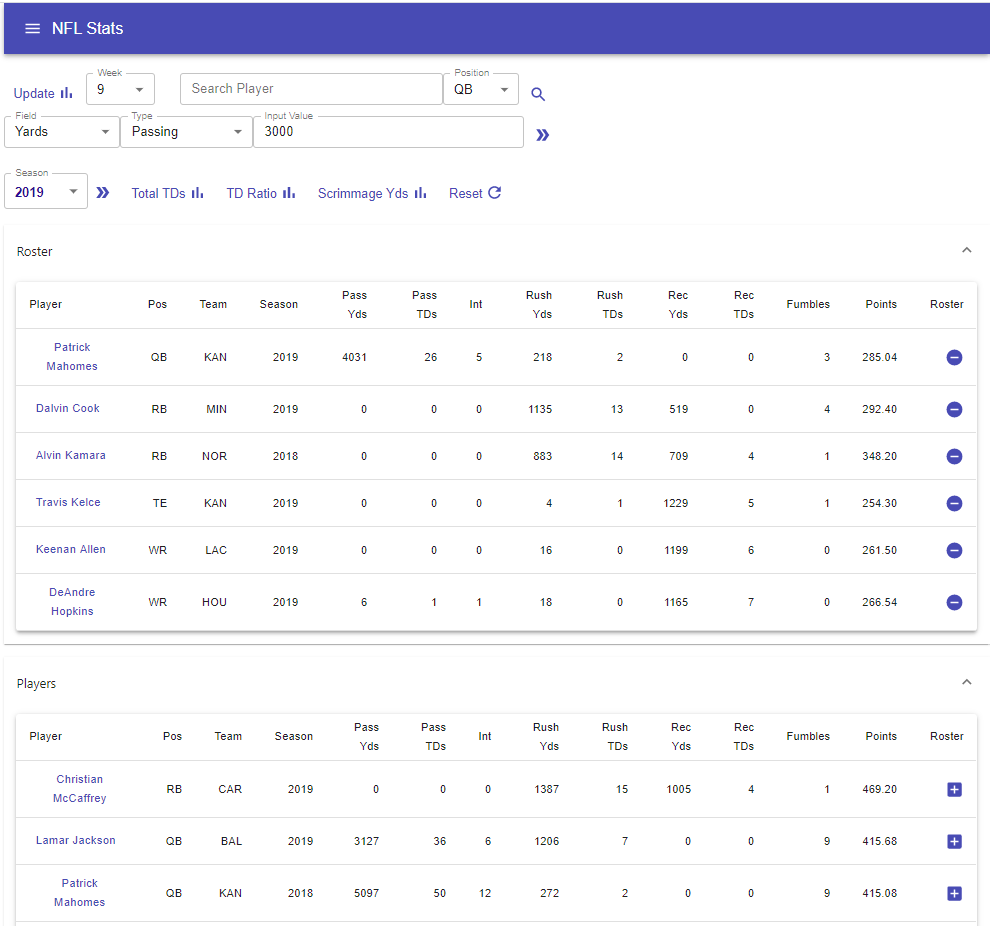 NFL Stats
Update Week 9 Search Player Position QB
Field Yards Type Passing Input Value 3000
Season 2019 Total TDs TD Ratio Scrimmage Yds Reset
Roster
Player Pos Team Season Pass Yds Pass TDs Int Rush Yds Rush TDs Rec Yds Rec TDs Fumbles Points Roster
Patrick Mahomes QB KAN 2019 4031 26 5 218 2 0 0 3 285.04
Dalvin Cook RB MIN 2019 0 0 0 1135 13 519 0 4 292.40
Alvin Kamara RB NOR 2018 0 0 0 883 14 709 4 1 348.20
Travis Kelce TE KAN 2019 0 0 0 4 1 1229 5 1 254.30
Keenan Allen WR LAC 2019 0 0 0 16 0 1199 6 0 261.50
DeAndre Hopkins WR HOU 2019 6 1 1 18 0 1165 7 0 266.54
Players
Player Pos Team Season Pass Yds Pass TDs Int Rush Yds Rush TDs Rec Yds Rec TDs Fumbles Points Roster
Christian McCaffrey RB CAR 2019 0 0 0 1387 15 1005 4 1 469.20
Lamar Jackson QB BAL 2019 3127 36 6 1206 7 0 0 9 415.68
Patrick Mahomes QB KAN 2018 5097 50 12 272 2 0 0 9 415.08